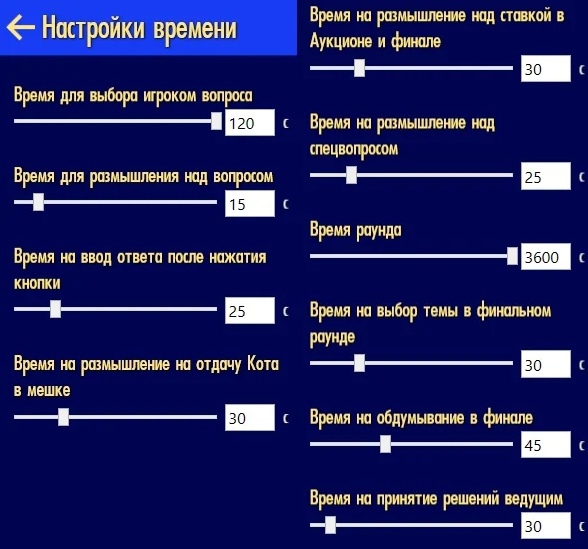 Настройки времени
Время для выбора игроком вопроса
120 с
Время для размышления над вопросом
15 с
Время на ввод ответа после нажатия
кнопки
25 с
Время на размышление на отдачу Кота
в мешке
30 с
Время на размышление над ставкой в
Аукционе и финале
30 с
Время на размышление над
спецвопросом
25 с
Время раунда
3600 с
Время на выбор темы в финальном
раунде
30 с
Время на обдумывание в финале
45 с
Время на принятие решений ведущим
30 с